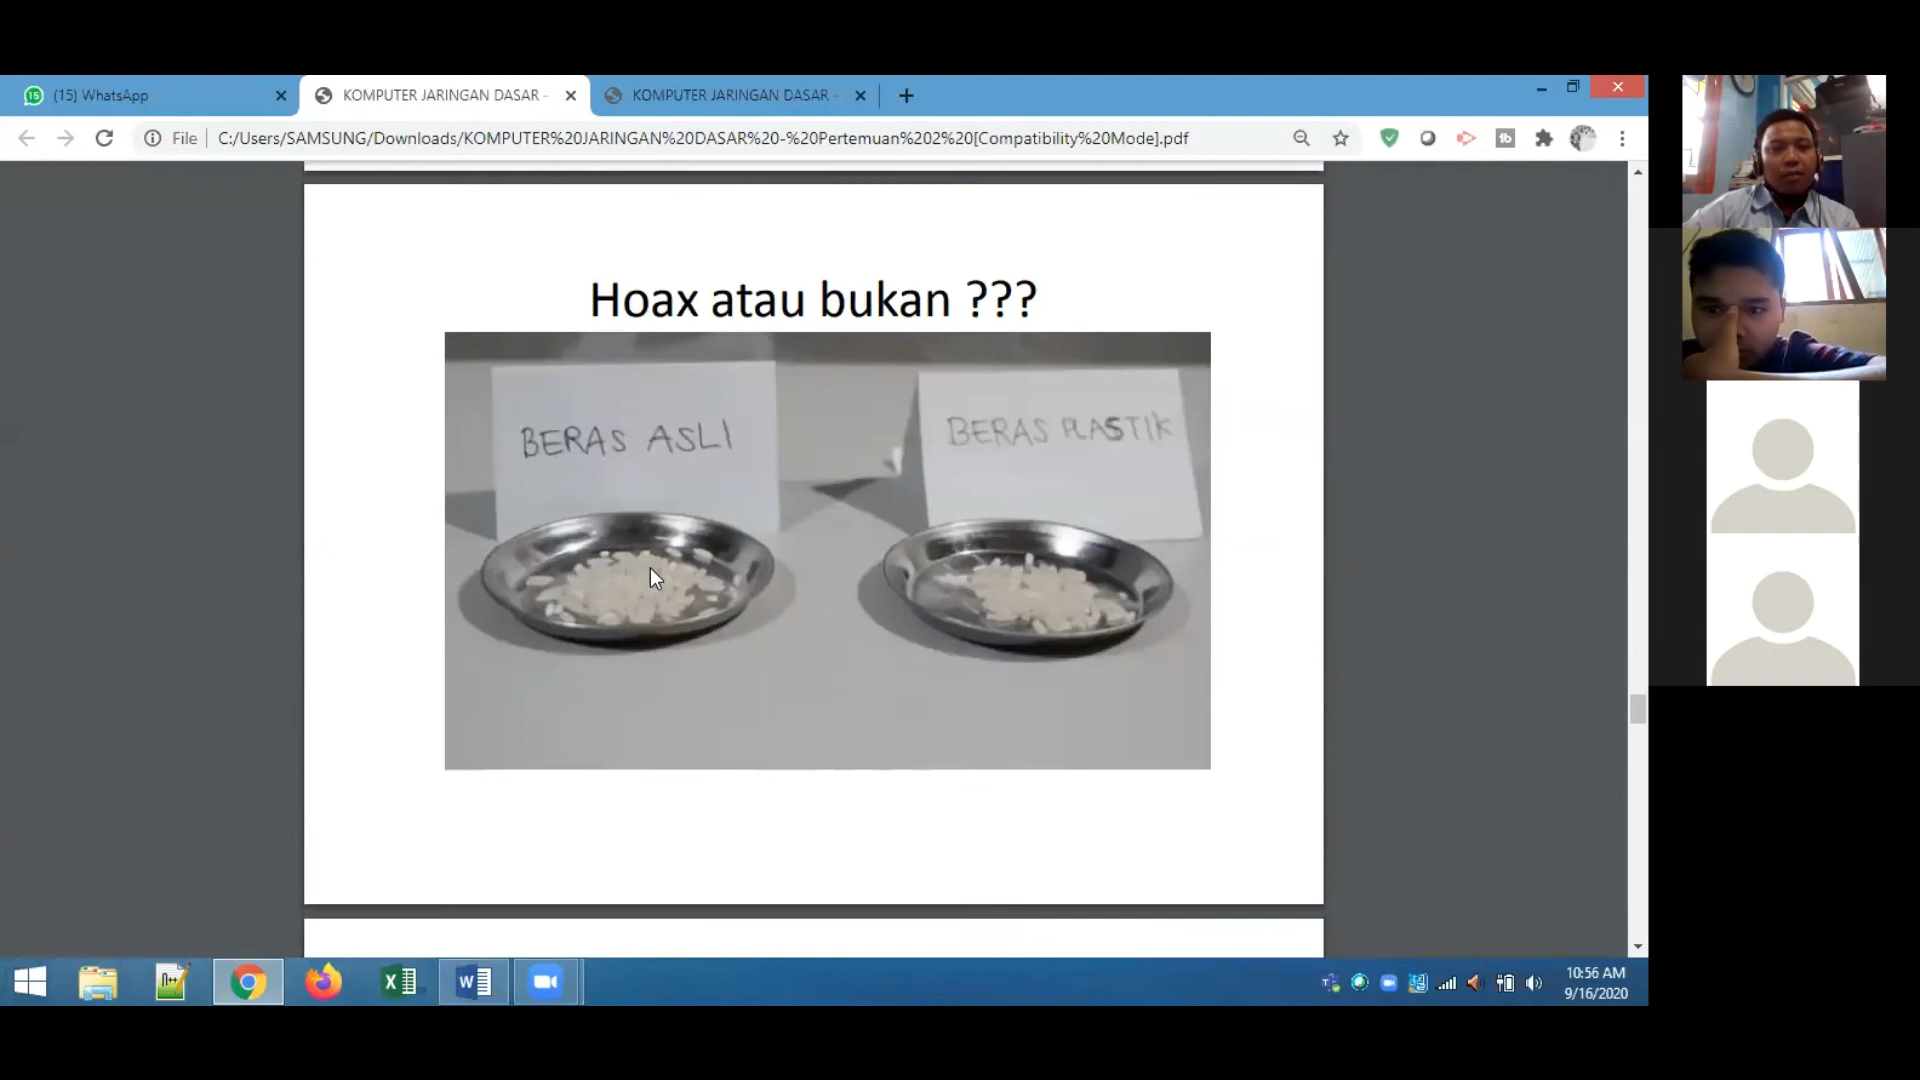 (15) WhatsApp
KOMPUTER JARINGAN DASAR -
KOMPUTER JARINGAN DASAR -
File
C:/Users/SAMSUNG/Downloads/KOMPUTER%20JARINGAN%20DASAR%20-%20Pertemuan%202%20[Compatibility%20Mode].pdf
Hoax atau bukan ???
BERAS ASLI
BERAS PLASTIK
10:56 AM
9/16/2020